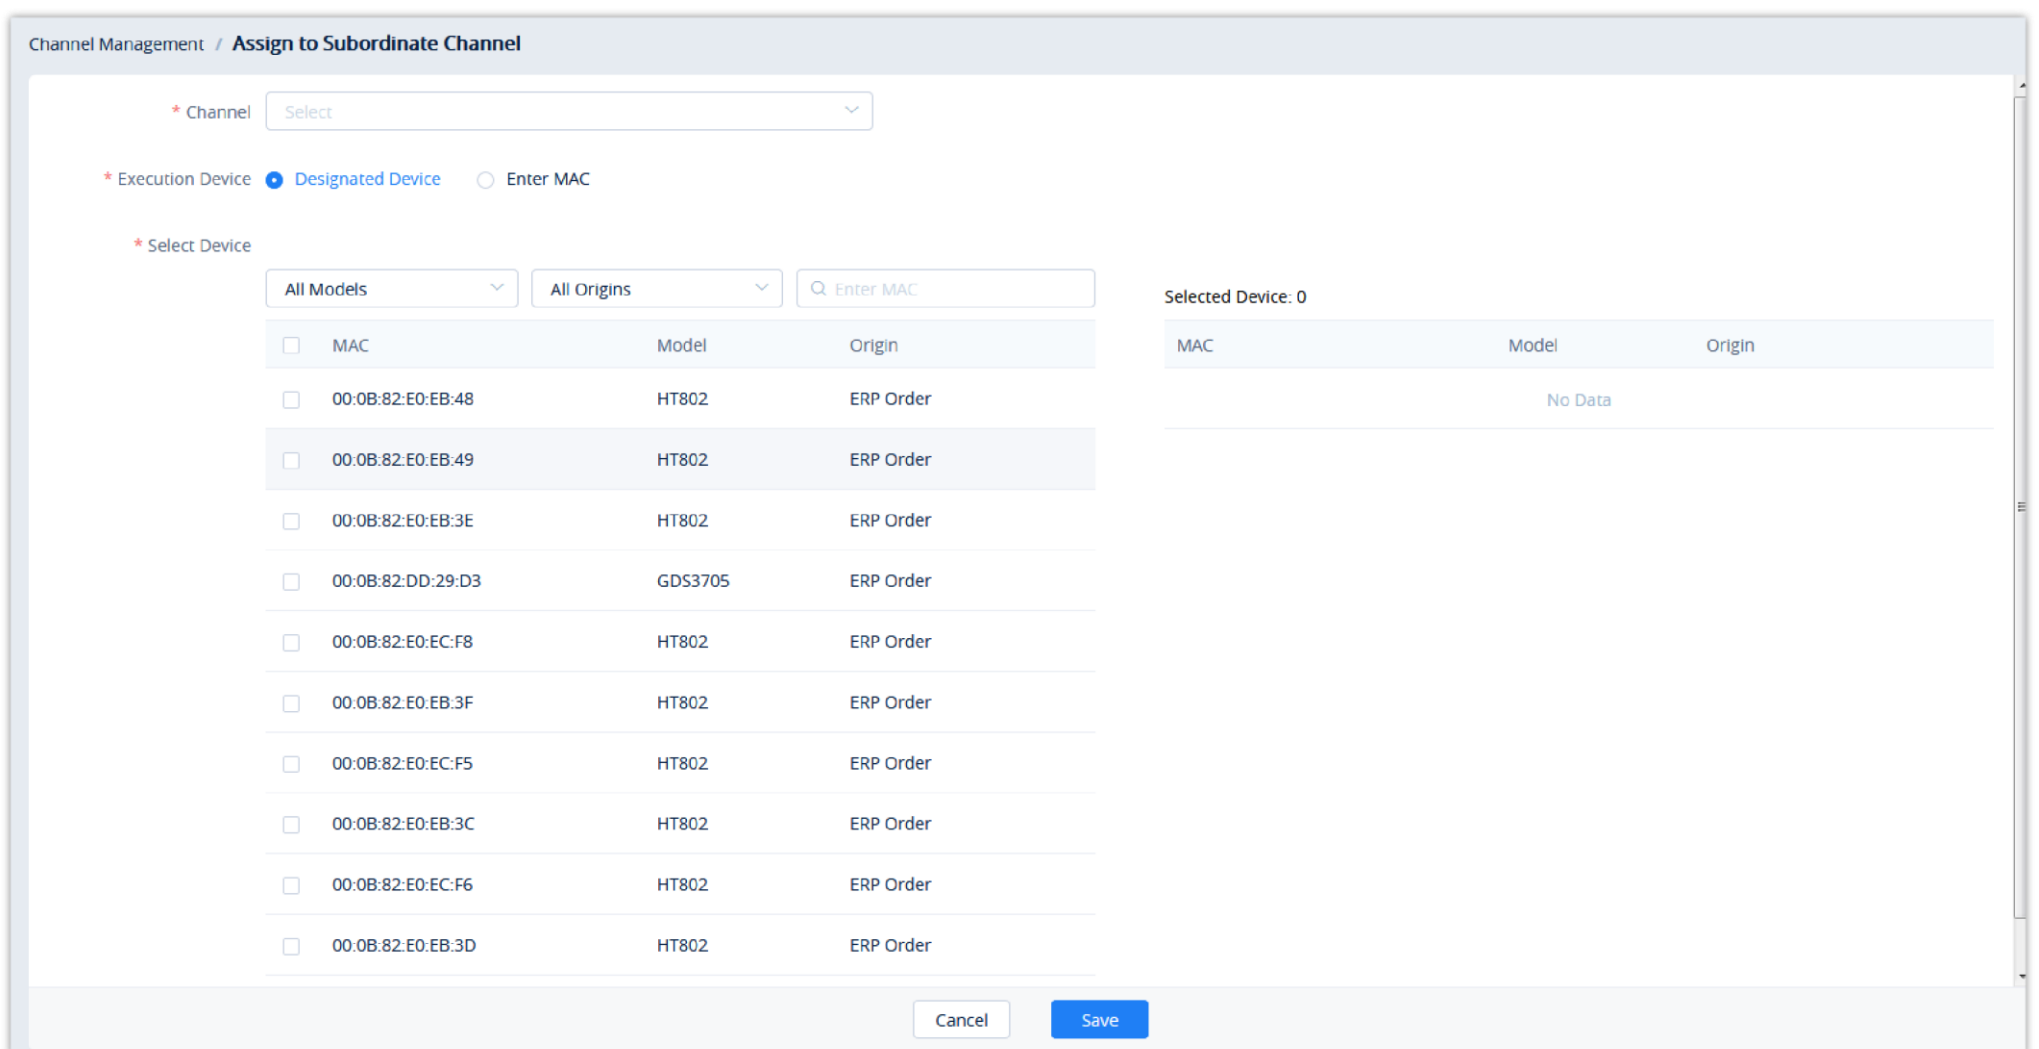 Channel Management / Assign to Subordinate Channel
* Channel Select
* Execution Device Designated Device Enter MAC
* Select Device
All Models All Origins Enter MAC
Selected Device: 0
MAC Model Origin MAC Model Origin
00:0B:82:E0:EB:48 HT802 ERP Order No Data
00:0B:82:E0:EB:49 HT802 ERP Order
00:0B:82:E0:EB:3E HT802 ERP Order
00:0B:82:DD:29:D3 GDS3705 ERP Order
00:0B:82:E0:EC:F8 HT802 ERP Order
00:0B:82:E0:EB:3F HT802 ERP Order
00:0B:82:E0:EC:F5 HT802 ERP Order
00:0B:82:E0:EB:3C HT802 ERP Order
00:0B:82:E0:EC:F6 HT802 ERP Order
00:0B:82:E0:EB:3D HT802 ERP Order
Cancel Save